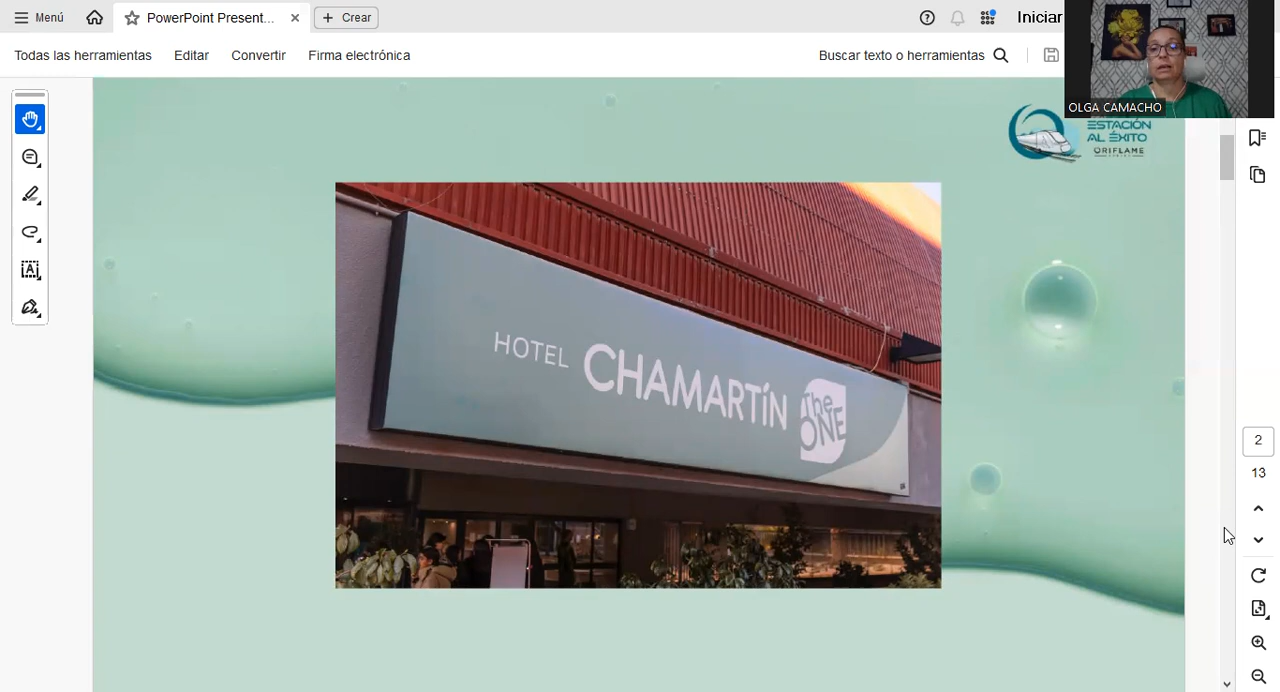 Menú
PowerPoint Present...
Crear
Iniciar
Todas las herramientas
Editar
Convertir
Firma electrónica
Buscar texto o herramientas
OLGA CAMACHO
ESTACIÓN
AL ÉXITO
ORIFLAME
HOTEL CHAMARTÍN The ONE
2
13